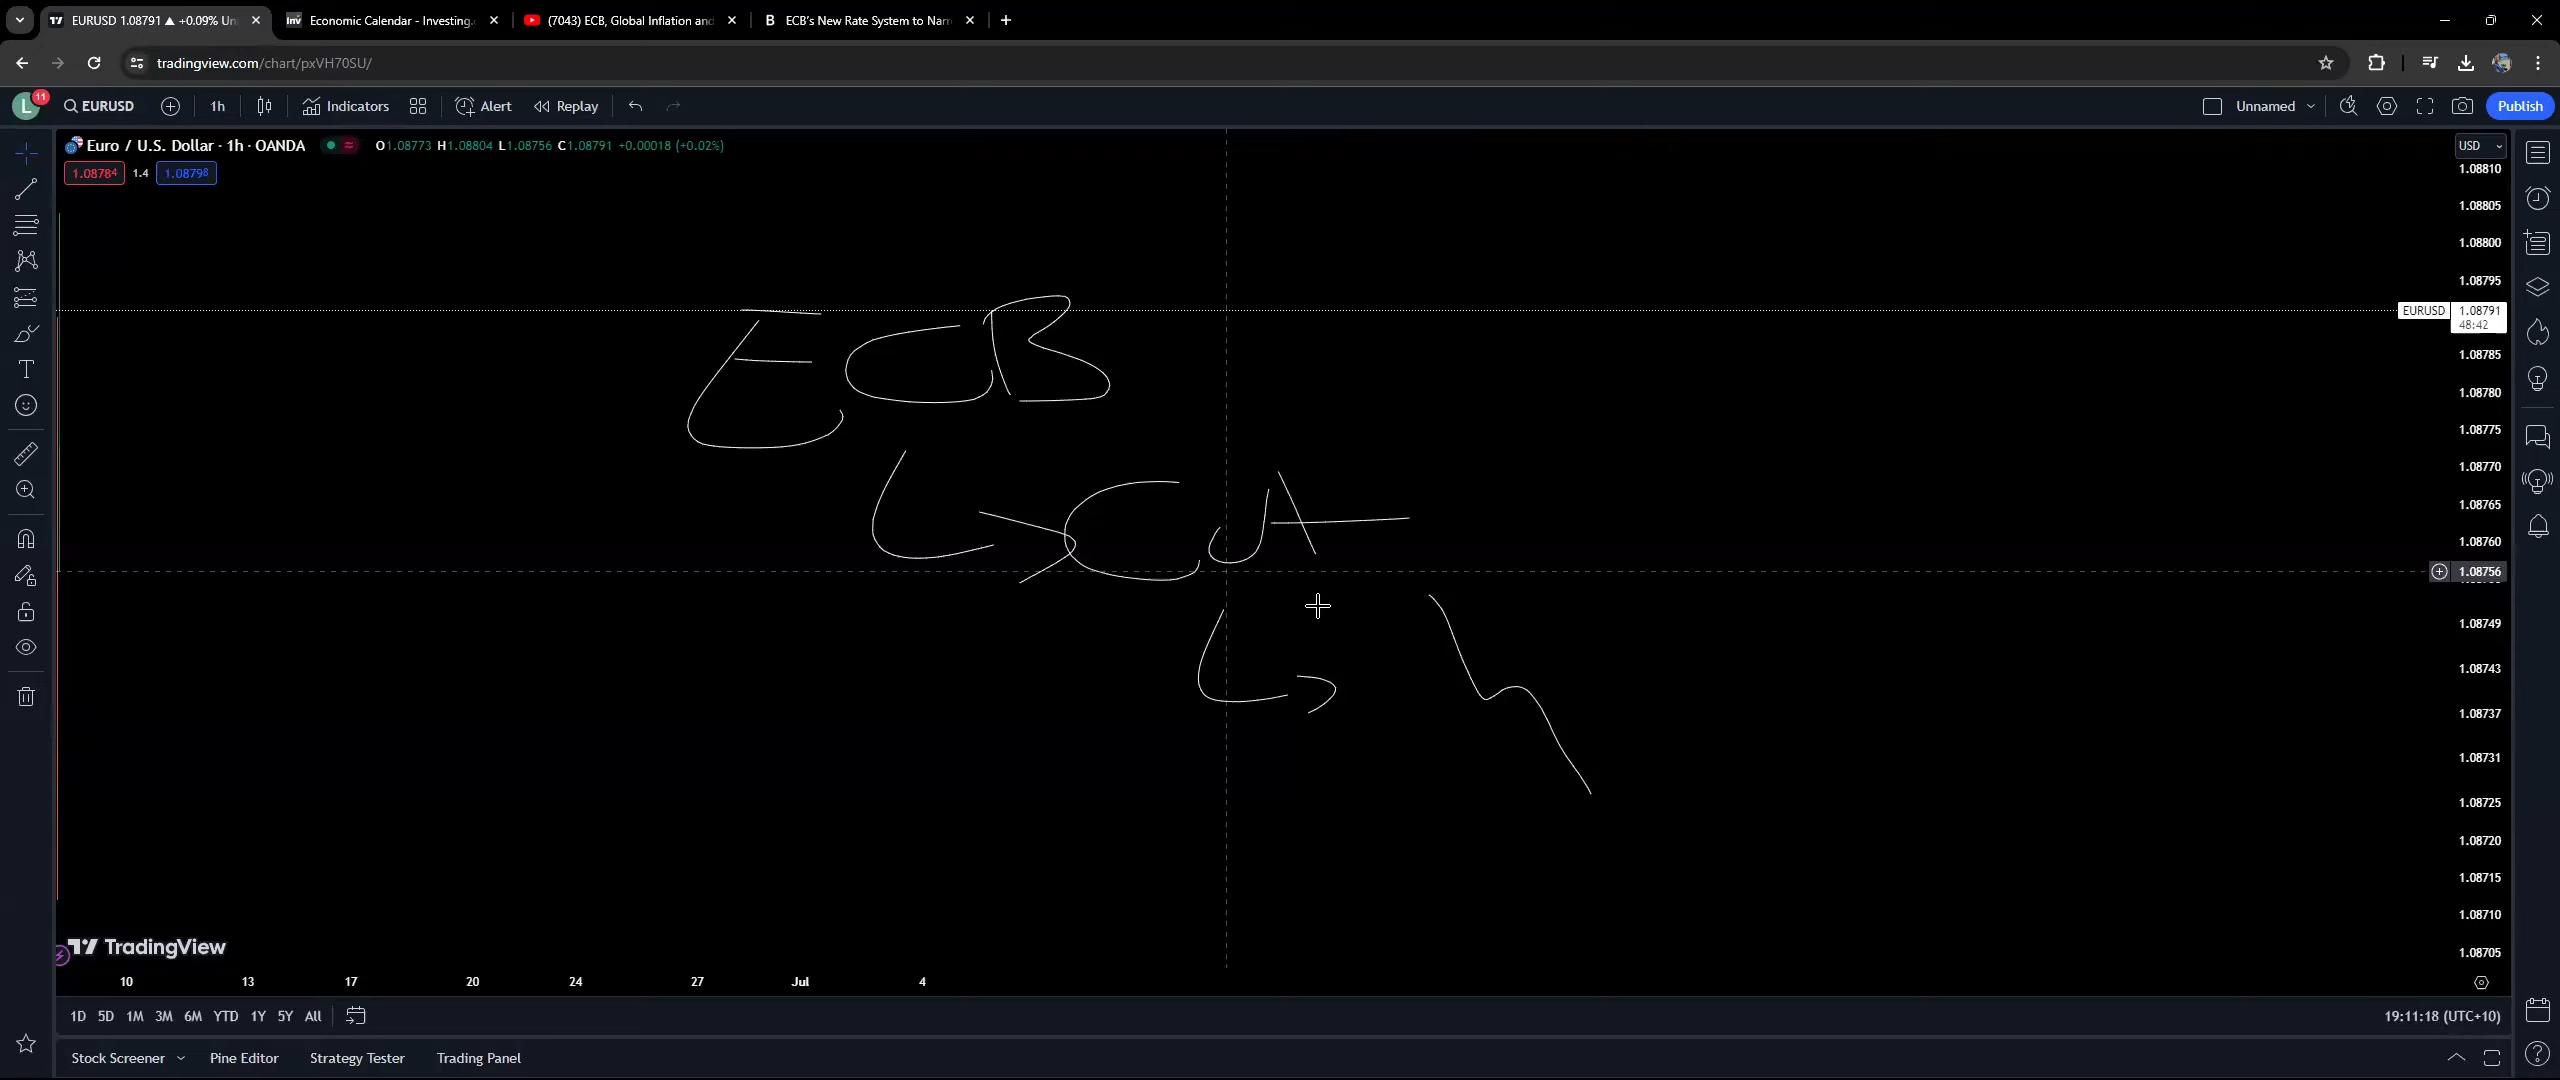 EURUSD 1.08791 ▲ +0.09% Un
Economic Calendar - Investing.
(7043) ECB, Global Inflation and
B ECB's New Rate System to Narr
tradingview.com/chart/pxVH70SU/
L 11 EURUSD 1h Indicators Alert Replay Unnamed Publish
Euro / U.S. Dollar · 1h · OANDA O1.08773 H1.08804 L1.08756 C1.08791 +0.00018 (+0.02%)
USD
1.08784 1.4 1.08798
1.08810
1.08805
1.08800
1.08795
EURUSD 1.08791
48:42
1.08785
1.08780
1.08775
1.08770
1.08765
1.08760
1.08756
1.08749
1.08743
1.08737
1.08731
1.08725
1.08720
1.08715
1.08710
1.08705
ECB
TradingView
10 13 17 20 24 27 Jul 4
1D 5D 1M 3M 6M YTD 1Y 5Y All 19:11:18 (UTC+10)
Stock Screener Pine Editor Strategy Tester Trading Panel